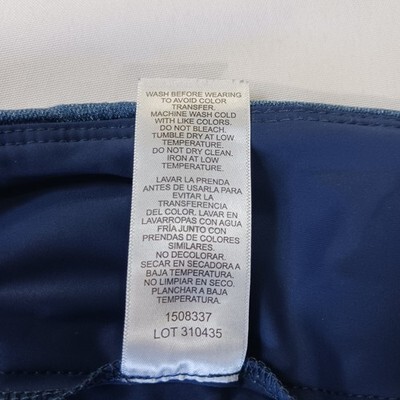 WASH BEFORE WEARING
TO AVOID COLOR
TRANSFER.
MACHINE WASH COLD
WITH LIKE COLORS.
DO NOT BLEACH.
TUMBLE DRY AT LOW
TEMPERATURE.
DO NOT DRY CLEAN.
IRON AT LOW
TEMPERATURE.
LAVAR LA PRENDA
ANTES DE USARLA PARA
EVITAR LA
TRANSFERENCIA
DEL COLOR. LAVAR EN
LAVARROPAS CON AGUA
FRÍA JUNTO CON
PRENDAS DE COLORES
SIMILARES.
NO DECOLORAR.
SECAR EN SECADORA A
BAJA TEMPERATURA.
NO LIMPIAR EN SECO.
PLANCHAR A BAJA
TEMPERATURA.
1508337
LOT 310435